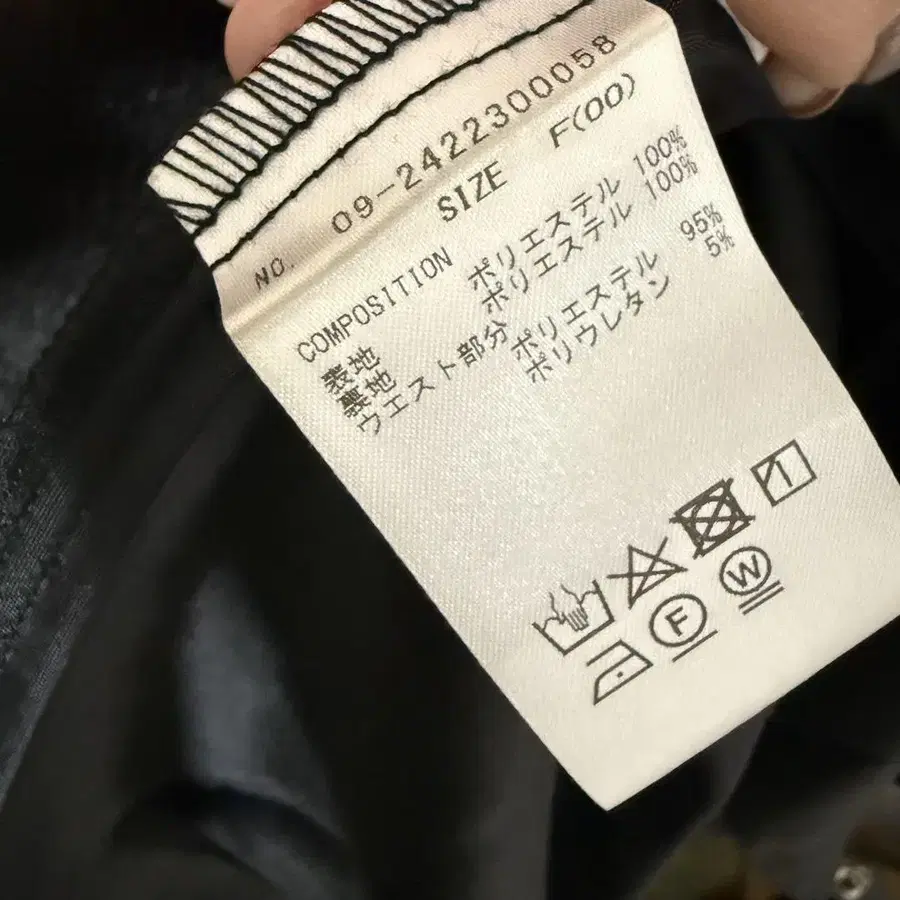 NO. 09-2422300058
SIZE F(00)
COMPOSITION
表地 ポリエステル 100%
裏地 ポリエステル 100%
ウエスト部分 ポリエステル 95%
ポリウレタン 5%
F W